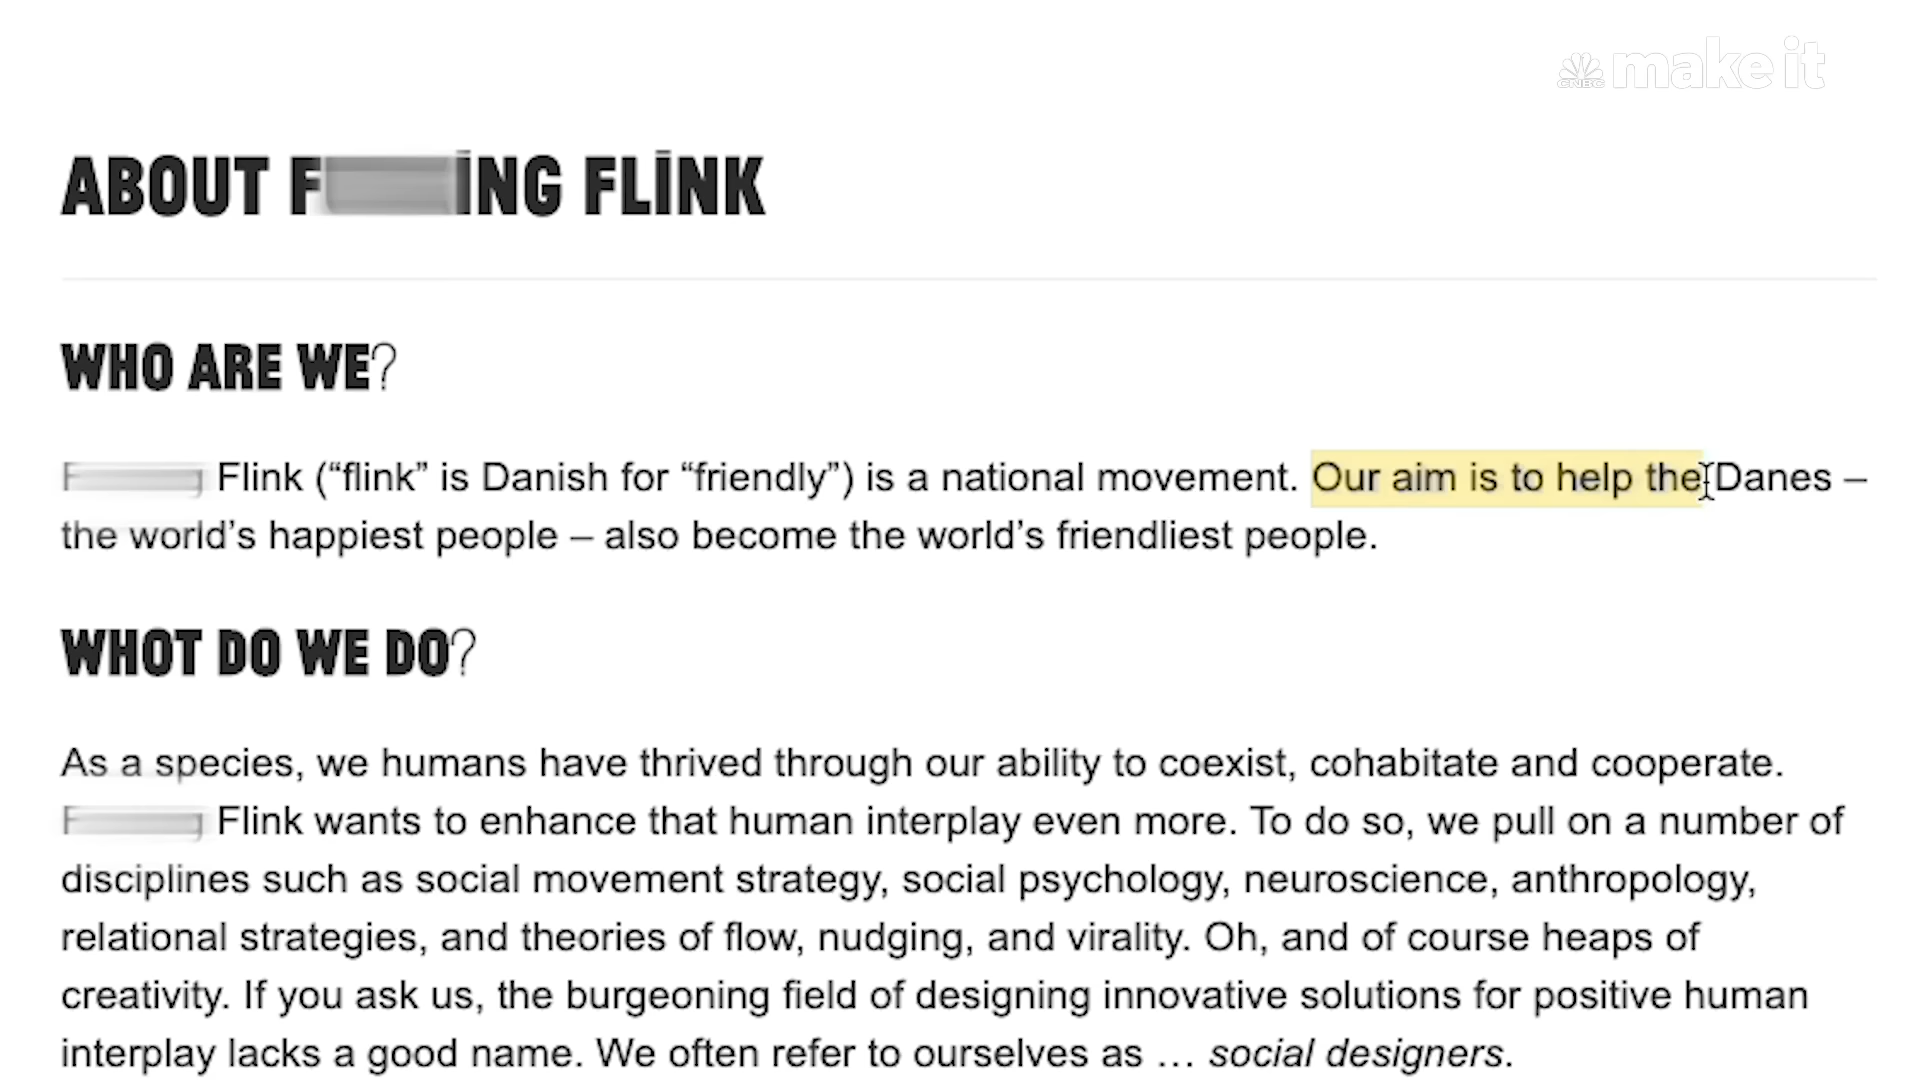 CNBC make it
ABOUT F ING FLINK
WHO ARE WE?
Flink (“flink” is Danish for “friendly”) is a national movement. Our aim is to help the Danes –
the world’s happiest people – also become the world’s friendliest people.
WHOT DO WE DO?
As a species, we humans have thrived through our ability to coexist, cohabitate and cooperate.
Flink wants to enhance that human interplay even more. To do so, we pull on a number of
disciplines such as social movement strategy, social psychology, neuroscience, anthropology,
relational strategies, and theories of flow, nudging, and virality. Oh, and of course heaps of
creativity. If you ask us, the burgeoning field of designing innovative solutions for positive human
interplay lacks a good name. We often refer to ourselves as … social designers.